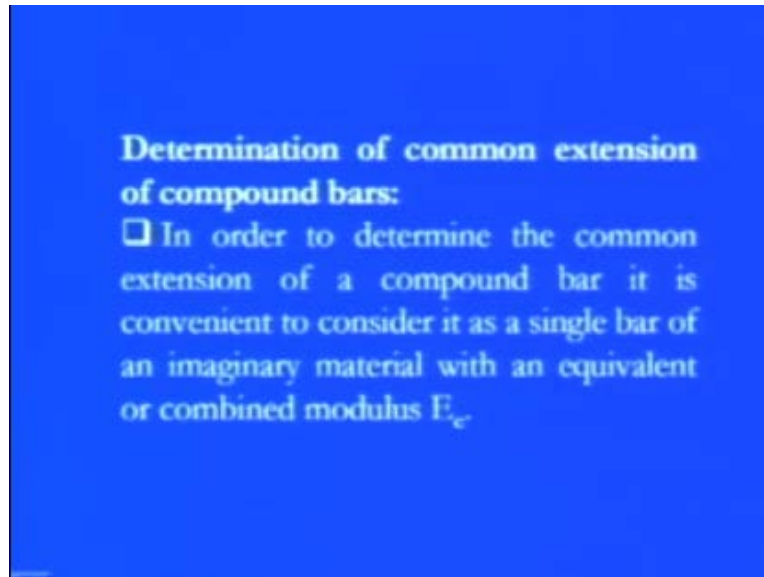 Determination of common extension
of compound bars:
❑ In order to determine the common
extension of a compound bar it is
convenient to consider it as a single bar of
an imaginary material with an equivalent
or combined modulus Ec.